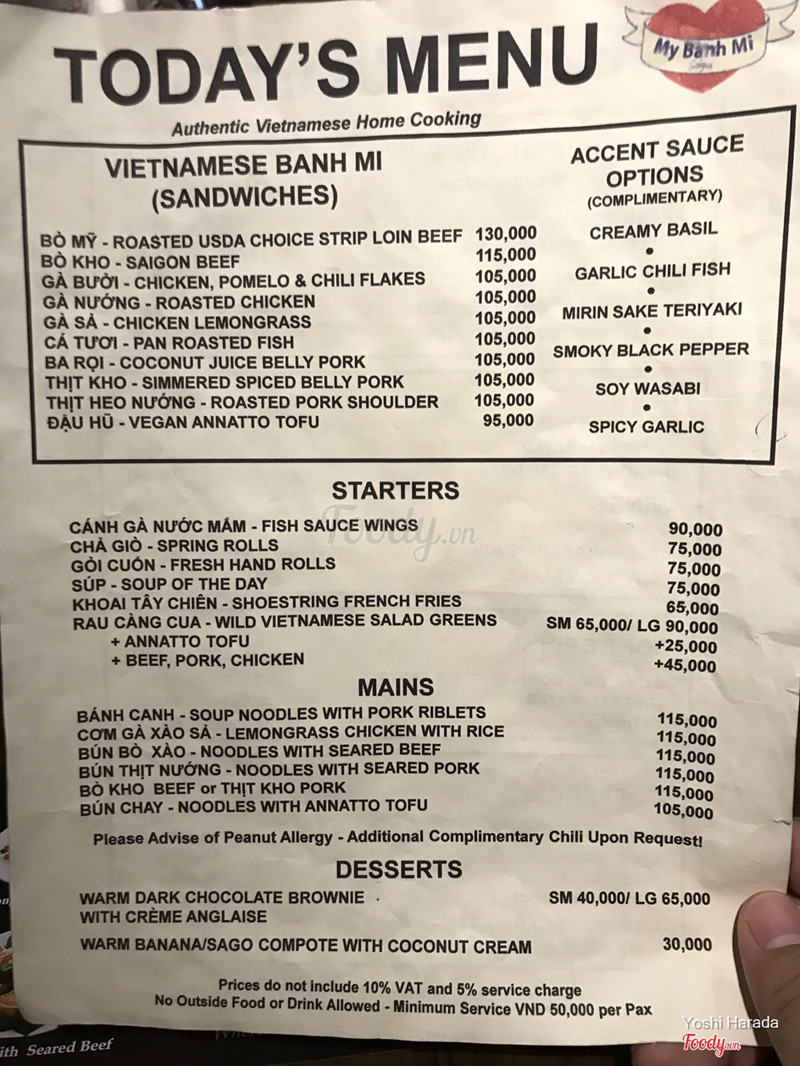 TODAY'S MENU
My Banh Mi
Authentic Vietnamese Home Cooking
VIETNAMESE BANH MI
(SANDWICHES)
BÒ MỸ - ROASTED USDA CHOICE STRIP LOIN BEEF 130,000
BÒ KHO - SAIGON BEEF 115,000
GÀ BƯỞI - CHICKEN, POMELO & CHILI FLAKES 105,000
GÀ NƯỚNG - ROASTED CHICKEN 105,000
GÀ SẢ - CHICKEN LEMONGRASS 105,000
CÁ TƯƠI - PAN ROASTED FISH 105,000
BA RỌI - COCONUT JUICE BELLY PORK 105,000
THỊT KHO - SIMMERED SPICED BELLY PORK 105,000
THỊT HEO NƯỚNG - ROASTED PORK SHOULDER 105,000
ĐẬU HŨ - VEGAN ANNATTO TOFU 95,000
ACCENT SAUCE
OPTIONS
(COMPLIMENTARY)
CREAMY BASIL
•
GARLIC CHILI FISH
•
MIRIN SAKE TERIYAKI
•
SMOKY BLACK PEPPER
•
SOY WASABI
•
SPICY GARLIC
STARTERS
CÁNH GÀ NƯỚC MẮM - FISH SAUCE WINGS 90,000
CHẢ GIÒ - SPRING ROLLS 75,000
GỎI CUỐN - FRESH HAND ROLLS 75,000
SÚP - SOUP OF THE DAY 75,000
KHOAI TÂY CHIÊN - SHOESTRING FRENCH FRIES 65,000
RAU CÀNG CUA - WILD VIETNAMESE SALAD GREENS SM 65,000/ LG 90,000
+ ANNATTO TOFU +25,000
+ BEEF, PORK, CHICKEN +45,000
Foody.vn
MAINS
BÁNH CANH - SOUP NOODLES WITH PORK RIBLETS 115,000
CƠM GÀ XÀO SẢ - LEMONGRASS CHICKEN WITH RICE 115,000
BÚN BÒ XÀO - NOODLES WITH SEARED BEEF 115,000
BÚN THỊT NƯỚNG - NOODLES WITH SEARED PORK 115,000
BÒ KHO BEEF or THỊT KHO PORK 115,000
BÚN CHAY - NOODLES WITH ANNATTO TOFU 105,000
Please Advise of Peanut Allergy - Additional Complimentary Chili Upon Request!
DESSERTS
WARM DARK CHOCOLATE BROWNIE SM 40,000/ LG 65,000
WITH CRÈME ANGLAISE
WARM BANANA/SAGO COMPOTE WITH COCONUT CREAM 30,000
Prices do not include 10% VAT and 5% service charge
No Outside Food or Drink Allowed - Minimum Service VND 50,000 per Pax
Seared Beef
Yoshi Harada
Foody.vn